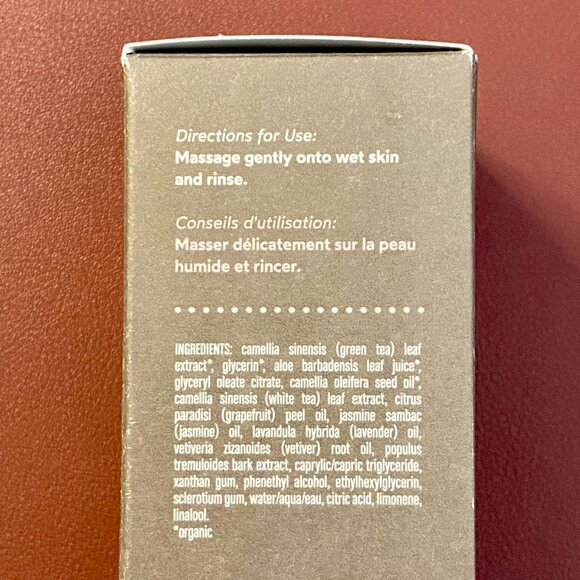 Directions for Use:
Massage gently onto wet skin
and rinse.
Conseils d'utilisation:
Masser délicatement sur la peau
humide et rincer.
INGREDIENTS: camellia sinensis (green tea) leaf
extract*, glycerin*, aloe barbadensis leaf juice*,
glyceryl oleate citrate, camellia oleifera seed oil*,
camellia sinensis (white tea) leaf extract, citrus
paradisi (grapefruit) peel oil, jasmine sambac
(jasmine) oil, lavandula hybrida (lavender) oil,
vetiveria zizanoides (vetiver) root oil, populus
tremuloides bark extract, caprylic/capric triglyceride,
xanthan gum, phenethyl alcohol, ethylhexylglycerin,
sclerotium gum, water/aqua/eau, citric acid, limonene,
linalool.
*organic